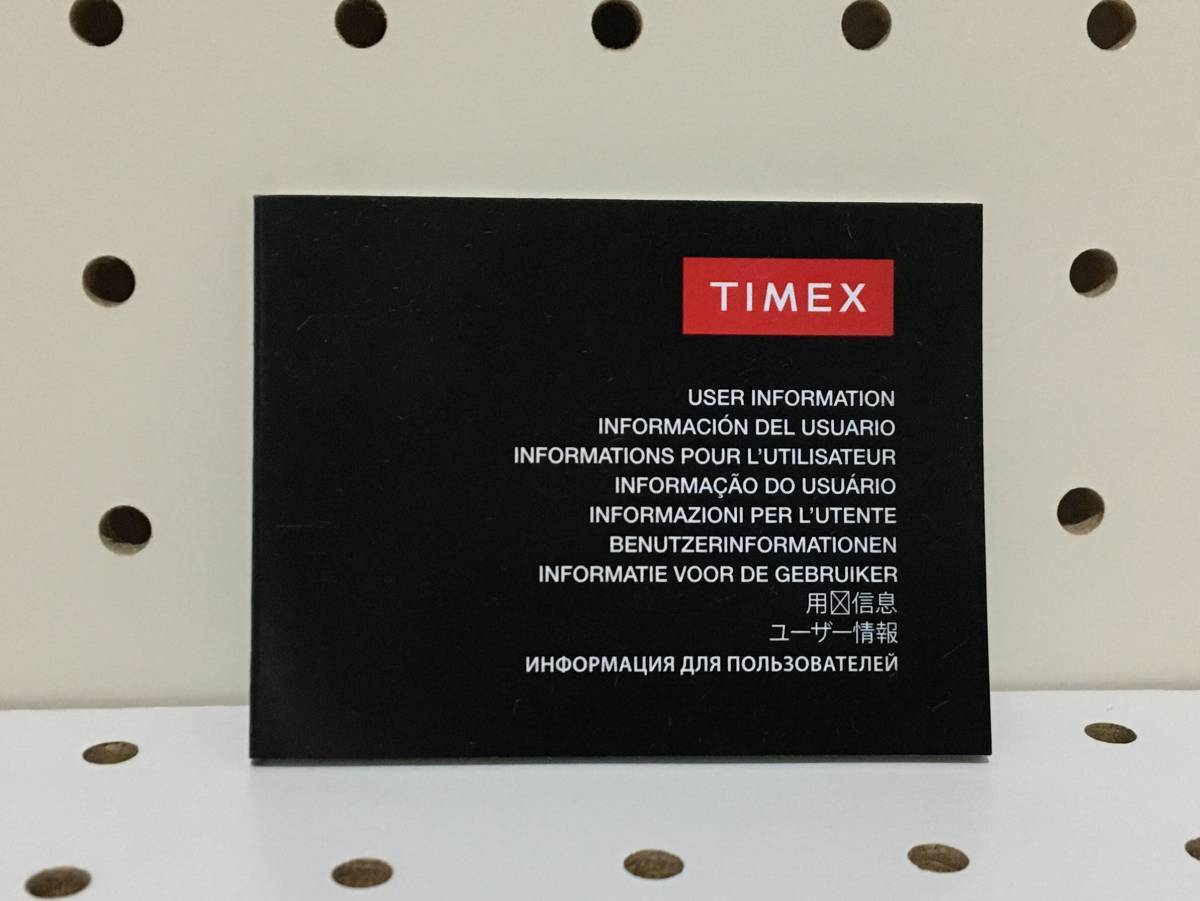 TIMEX
USER INFORMATION
INFORMACIÓN DEL USUARIO
INFORMATIONS POUR L'UTILISATEUR
INFORMAÇÃO DO USUÁRIO
INFORMAZIONI PER L'UTENTE
BENUTZERINFORMATIONEN
INFORMATIE VOOR DE GEBRUIKER
用☒信息
ユーザー情報
ИНФОРМАЦИЯ ДЛЯ ПОЛЬЗОВАТЕЛЕЙ